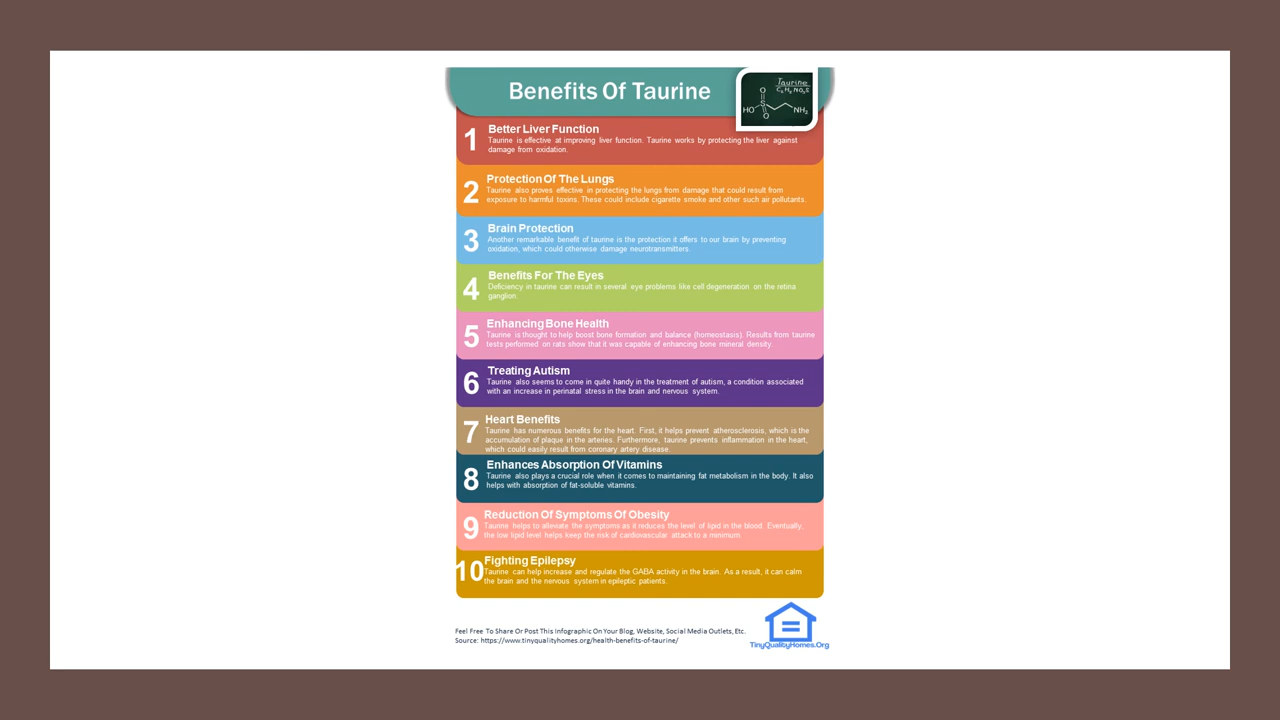 Benefits Of Taurine
Taurine
C₂H₇NO₃S
O
HO
S
NH₂
O
1
Better Liver Function
Taurine is effective at improving liver function. Taurine works by protecting the liver against
damage from oxidation.
2
Protection Of The Lungs
Taurine also proves effective in protecting the lungs from damage that could result from
exposure to harmful toxins. These could include cigarette smoke and other such air pollutants.
3
Brain Protection
Another remarkable benefit of taurine is the protection it offers to our brain by preventing
oxidation, which could otherwise damage neurotransmitters.
4
Benefits For The Eyes
Deficiency in taurine can result in several eye problems like cell degeneration on the retina
ganglion.
5
Enhancing Bone Health
Taurine is thought to help boost bone formation and balance (homeostasis). Results from taurine
tests performed on rats show that it was capable of enhancing bone mineral density.
6
Treating Autism
Taurine also seems to come in quite handy in the treatment of autism, a condition associated
with an increase in perinatal stress in the brain and nervous system.
7
Heart Benefits
Taurine has numerous benefits for the heart. First, it helps prevent atherosclerosis, which is the
accumulation of plaque in the arteries. Furthermore, taurine prevents inflammation in the heart,
which could easily result from coronary artery disease.
8
Enhances Absorption Of Vitamins
Taurine also plays a crucial role when it comes to maintaining fat metabolism in the body. It also
helps with absorption of fat-soluble vitamins.
9
Reduction Of Symptoms Of Obesity
Taurine helps to alleviate the symptoms as it reduces the level of lipid in the blood. Eventually,
the low lipid level helps keep the risk of cardiovascular attack to a minimum.
10
Fighting Epilepsy
Taurine can help increase and regulate the GABA activity in the brain. As a result, it can calm
the brain and the nervous system in epileptic patients.
Feel Free To Share Or Post This Infographic On Your Blog, Website, Social Media Outlets, Etc.
Source: https://www.tinyqualityhomes.org/health-benefits-of-taurine/
TinyQualityHomes.Org